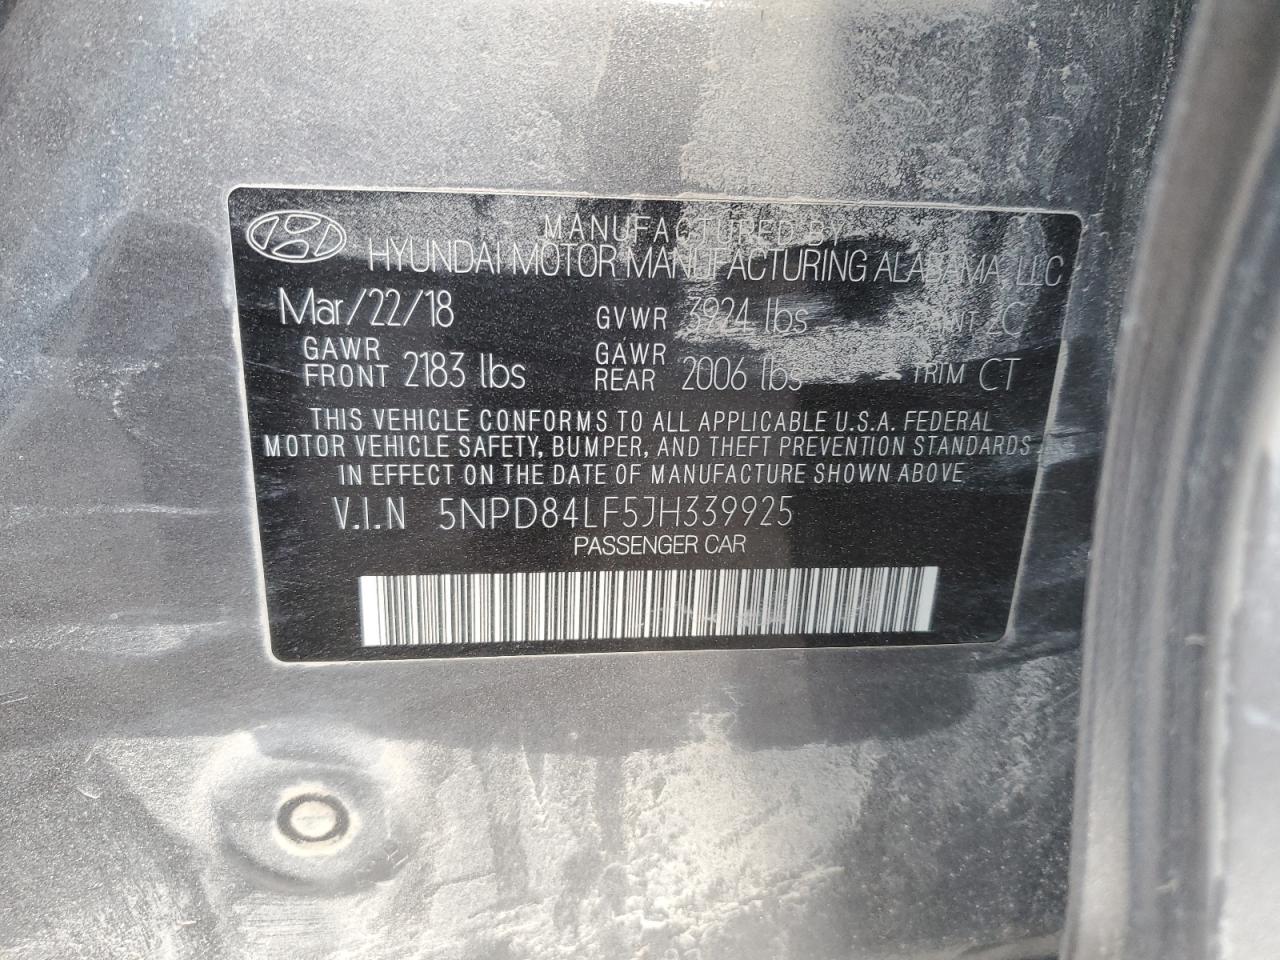 MANUFACTURED BY
HYUNDAI MOTOR MANUFACTURING ALABAMA, LLC
Mar/22/18 GVWR 3924 lbs 2C
GAWR FRONT 2183 lbs GAWR REAR 2006 lbs TRIM CT
THIS VEHICLE CONFORMS TO ALL APPLICABLE U.S.A. FEDERAL
MOTOR VEHICLE SAFETY, BUMPER, AND THEFT PREVENTION STANDARDS
IN EFFECT ON THE DATE OF MANUFACTURE SHOWN ABOVE
V.I.N 5NPD84LF5JH339925
PASSENGER CAR